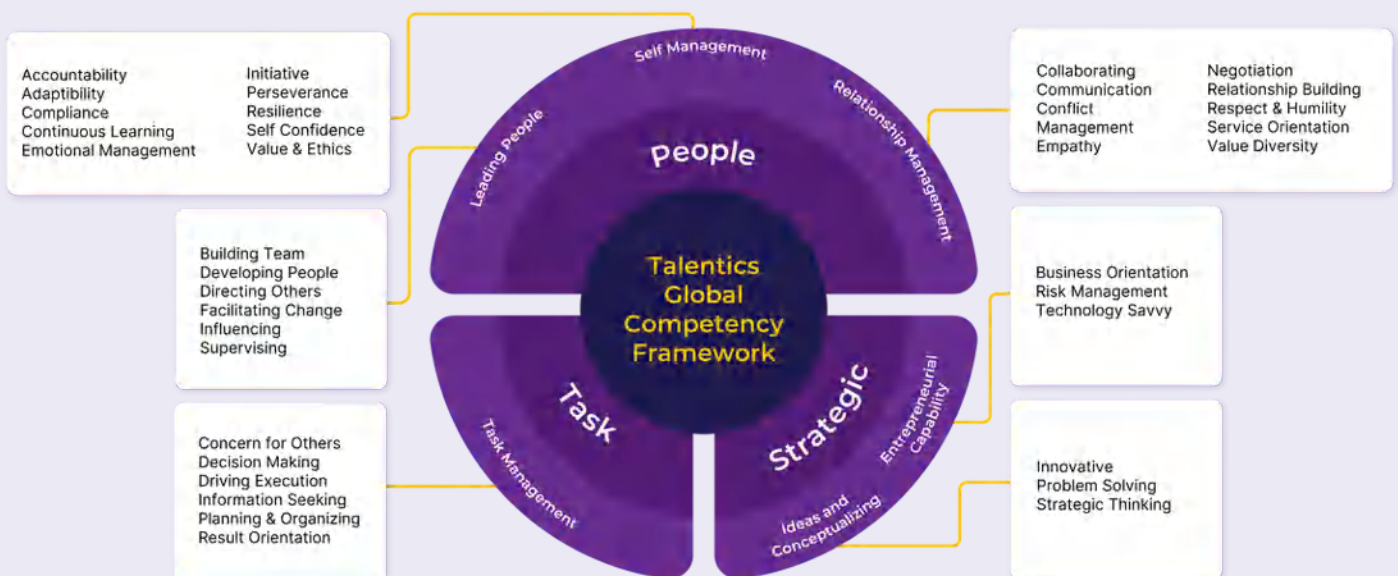 Self Management
Leading People
Relationship Management
People
Accountability
Adaptibility
Compliance
Continuous Learning
Emotional Management
Initiative
Perseverance
Resilience
Self Confidence
Value & Ethics
Collaborating
Communication
Conflict
Management
Empathy
Negotiation
Relationship Building
Respect & Humility
Service Orientation
Value Diversity
Building Team
Developing People
Directing Others
Facilitating Change
Influencing
Supervising
Talentics
Global
Competency
Framework
Business Orientation
Risk Management
Technology Savvy
Task
Task Management
Strategic
Entrepreneurial
Capability
Ideas and
Conceptualizing
Concern for Others
Decision Making
Driving Execution
Information Seeking
Planning & Organizing
Result Orientation
Innovative
Problem Solving
Strategic Thinking